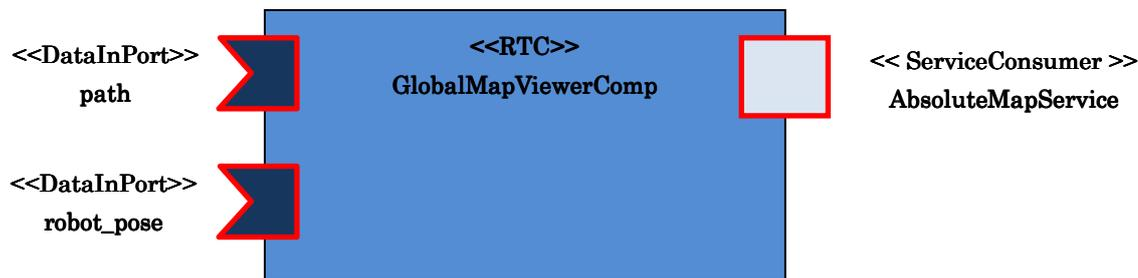 <<DataInPort>>
path
<<RTC>>
GlobalMapViewerComp
<< ServiceConsumer >>
AbsoluteMapService
<<DataInPort>>
robot_pose